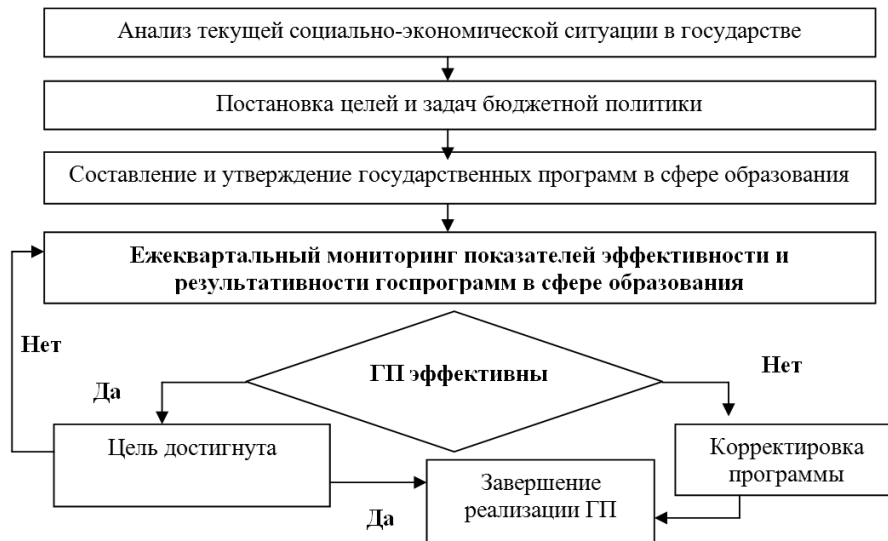 Анализ текущей социально-экономической ситуации в государстве
Постановка целей и задач бюджетной политики
Составление и утверждение государственных программ в сфере образования
Ежеквартальный мониторинг показателей эффективности и
результативности госпрограмм в сфере образования
Нет
ГП эффективны
Нет
Да
Цель достигнута
Корректировка
программы
Завершение
реализации ГП
Да